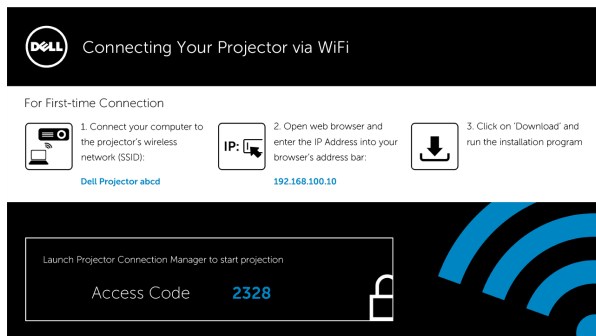 DELL
Connecting Your Projector via WiFi
For First-time Connection
1. Connect your computer to
the projector's wireless
network (SSID):
Dell Projector abcd
IP:
2. Open web browser and
enter the IP Address into your
browser's address bar:
192.168.100.10
3. Click on 'Download' and
run the installation program
Launch Projector Connection Manager to start projection
Access Code 2328